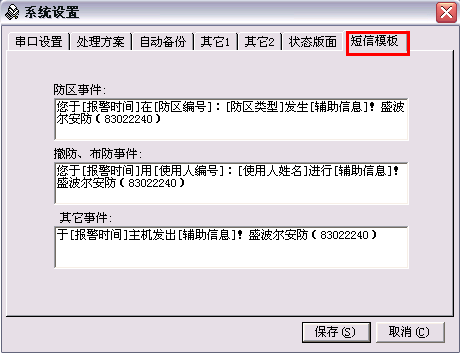 系统设置
串口设置 处理方案 自动备份 其它1 其它2 状态版面 短信模板
防区事件:
您于[报警时间]在[防区编号]：[防区类型]发生[辅助信息]！盛波
尔安防（83022240）
撤防、布防事件:
您于[报警时间]用[使用人编号]：[使用人姓名]进行[辅助信息]！
盛波尔安防（83022240）
其它事件:
于[报警时间]主机发出[辅助信息]！盛波尔安防（83022240）
保存(S) 取消(C)